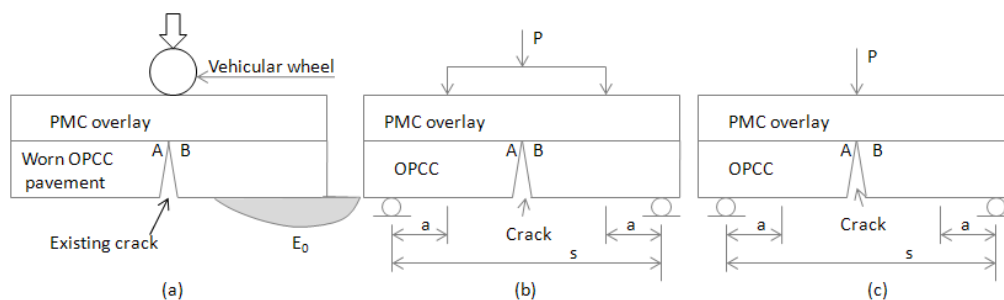 Vehicular wheel
PMC overlay
A B
Worn OPCC
pavement
Existing crack
E0
(a)
P
PMC overlay
A B
OPCC
a
Crack
a
s
(b)
P
PMC overlay
A B
OPCC
a
Crack
a
s
(c)